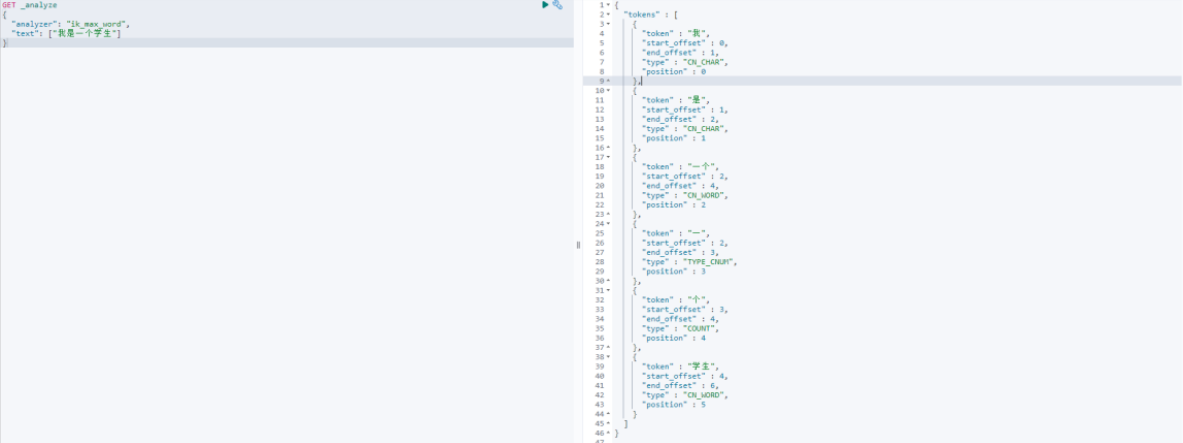 GET _analyze
{
  "analyzer": "ik_max_word",
  "text": ["我是一个学生"]
}
1 {
2   "tokens" : [
3     {
4       "token" : "我",
5       "start_offset" : 0,
6       "end_offset" : 1,
7       "type" : "CN_CHAR",
8       "position" : 0
9     },
10     {
11       "token" : "是",
12       "start_offset" : 1,
13       "end_offset" : 2,
14       "type" : "CN_CHAR",
15       "position" : 1
16     },
17     {
18       "token" : "一个",
19       "start_offset" : 2,
20       "end_offset" : 4,
21       "type" : "CN_WORD",
22       "position" : 2
23     },
24     {
25       "token" : "一",
26       "start_offset" : 2,
27       "end_offset" : 3,
28       "type" : "TYPE_CNUM",
29       "position" : 3
30     },
31     {
32       "token" : "个",
33       "start_offset" : 3,
34       "end_offset" : 4,
35       "type" : "COUNT",
36       "position" : 4
37     },
38     {
39       "token" : "学生",
40       "start_offset" : 4,
41       "end_offset" : 6,
42       "type" : "CN_WORD",
43       "position" : 5
44     }
45   ]
46 }
47